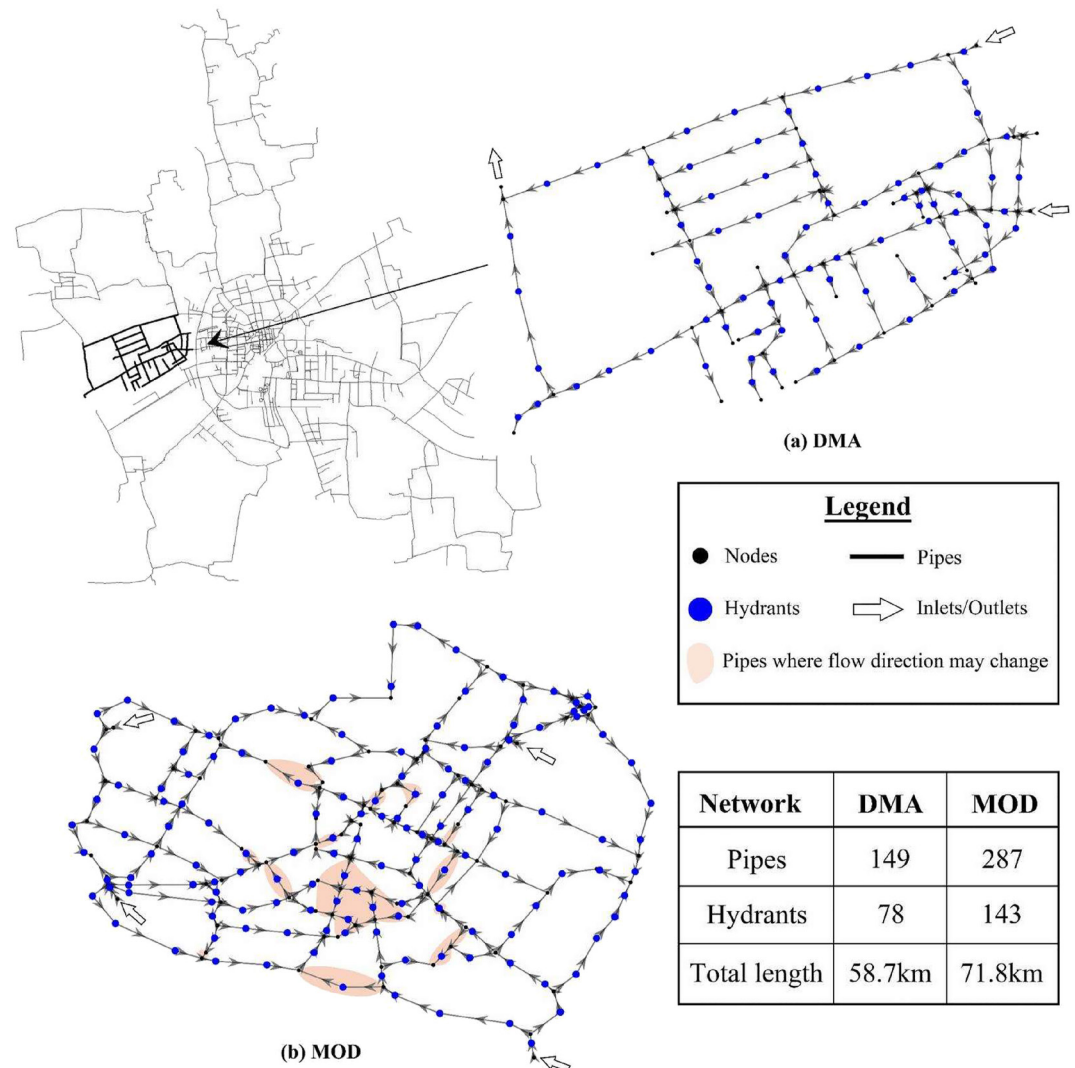 (a) DMA
Legend
Nodes
Pipes
Hydrants
Inlets/Outlets
Pipes where flow direction may change
(b) MOD
Network DMA MOD
Pipes 149 287
Hydrants 78 143
Total length 58.7km 71.8km